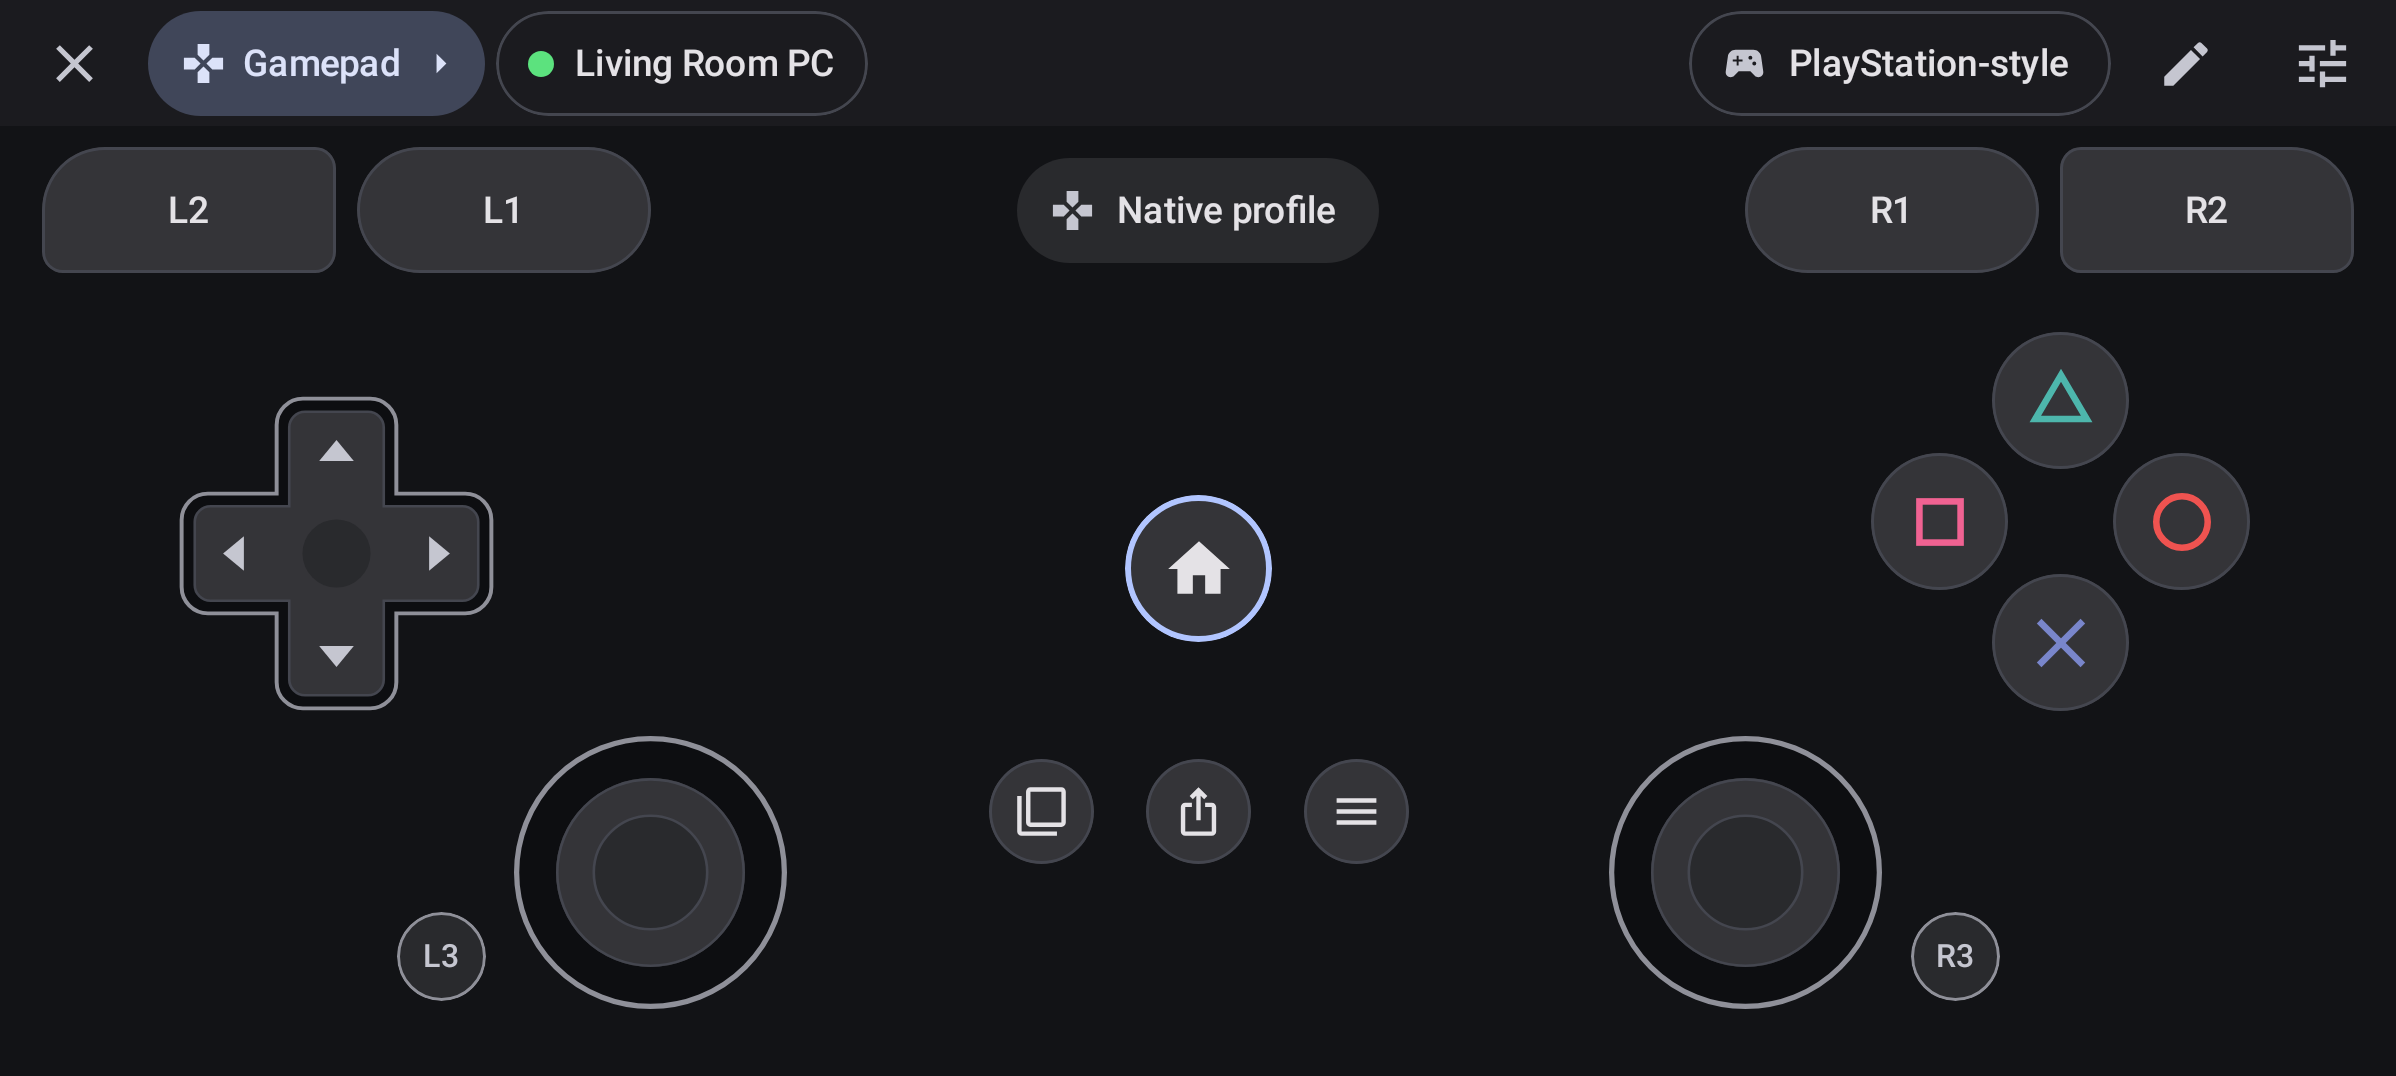 Gamepad
Living Room PC
PlayStation-style
L2
L1
Native profile
R1
R2
L3
R3